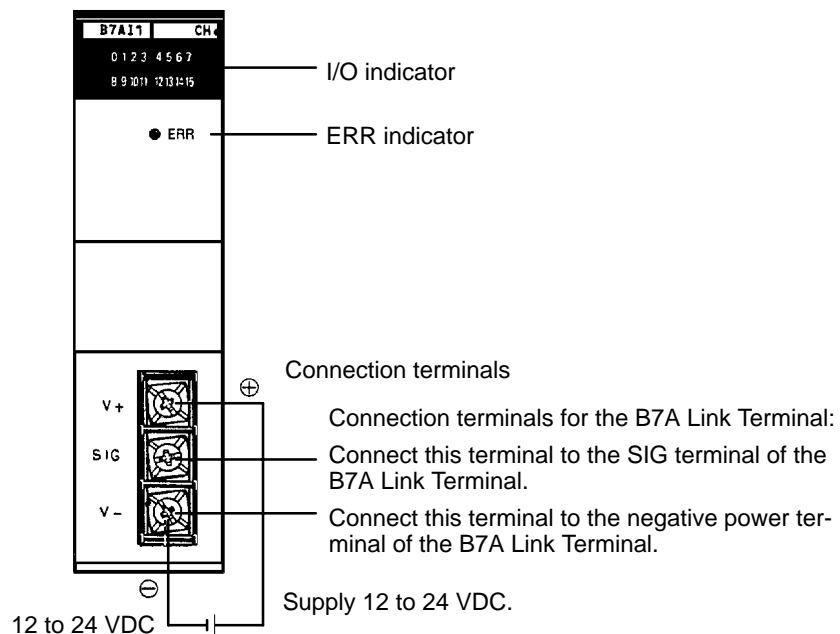 B7AI1 CH
0 1 2 3 4 5 6 7
8 9 10 11 12 13 14 15
I/O indicator
ERR
ERR indicator
Connection terminals
V +
⊕
Connection terminals for the B7A Link Terminal:
SIG
Connect this terminal to the SIG terminal of the
B7A Link Terminal.
V –
Connect this terminal to the negative power ter-
minal of the B7A Link Terminal.
⊖
Supply 12 to 24 VDC.
12 to 24 VDC